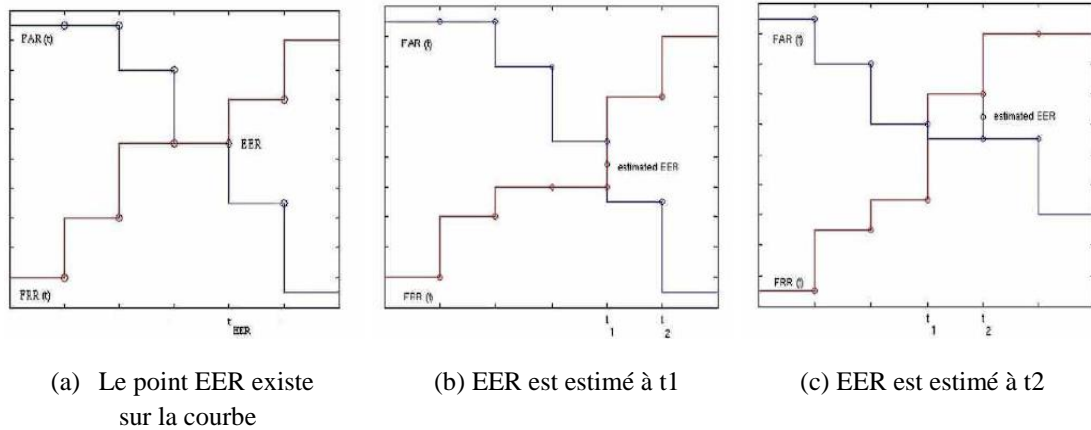 FAR (t)
EER
FRR (t)
t EER
FAR (t)
estimated EER
FRR (t)
t 1
t 2
FAR (t)
estimated EER
FRR (t)
t 1
t 2
(a) Le point EER existe
sur la courbe
(b) EER est estimé à t1
(c) EER est estimé à t2